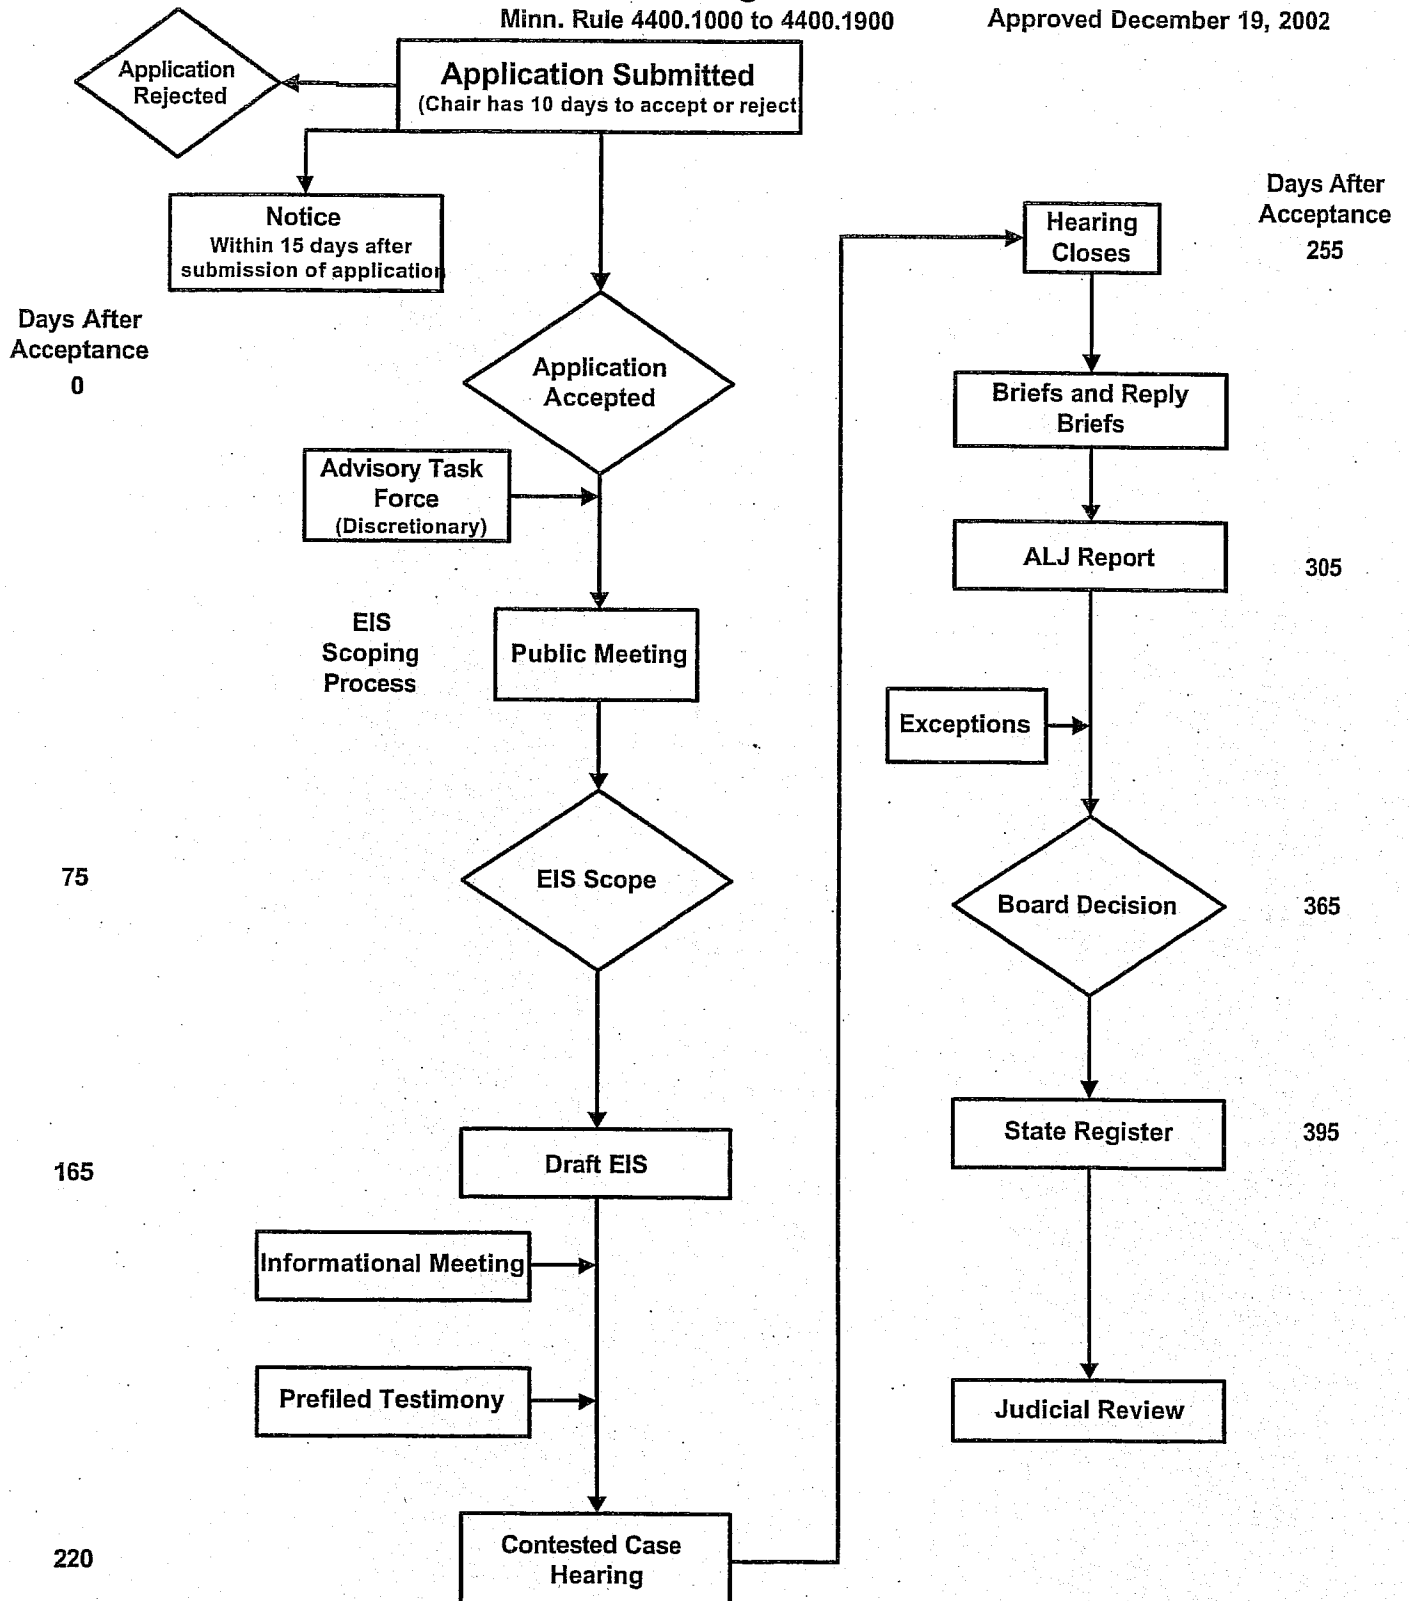 Minn. Rule 4400.1000 to 4400.1900
Approved December 19, 2002
Application
Rejected
Application Submitted
(Chair has 10 days to accept or reject
Notice
Within 15 days after
submission of application
Days After
Acceptance
0
Application
Accepted
Advisory Task
Force
(Discretionary)
EIS
Scoping
Process
Public Meeting
75
EIS Scope
165
Draft EIS
Informational Meeting
Prefiled Testimony
220
Contested Case
Hearing
Days After
Acceptance
Hearing
Closes
255
Briefs and Reply
Briefs
ALJ Report
305
Exceptions
Board Decision
365
State Register
395
Judicial Review